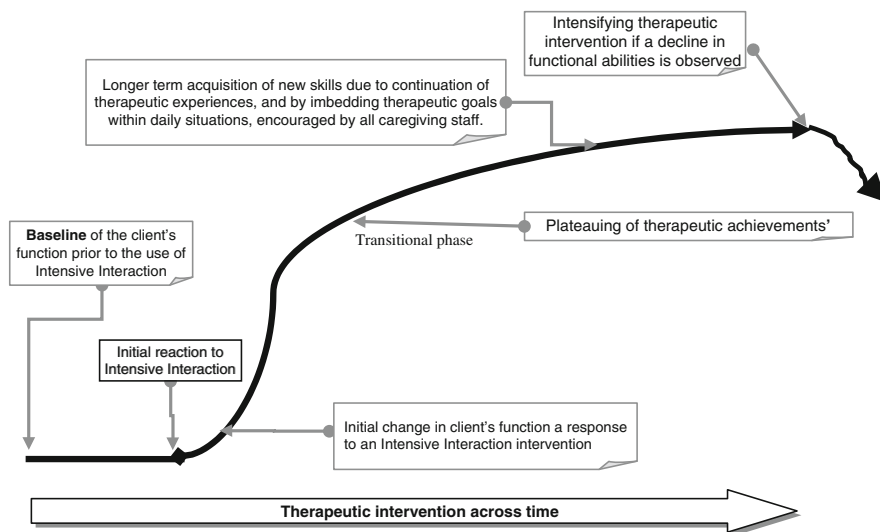 Intensifying therapeutic
intervention if a decline in
functional abilities is observed
Longer term acquisition of new skills due to continuation of
therapeutic experiences, and by imbedding therapeutic goals
within daily situations, encouraged by all caregiving staff.
Baseline of the client's
function prior to the use of
Intensive Interaction
Plateauing of therapeutic achievements'
Transitional phase
Initial reaction to
Intensive Interaction
Initial change in client's function a response
to an Intensive Interaction intervention
Therapeutic intervention across time